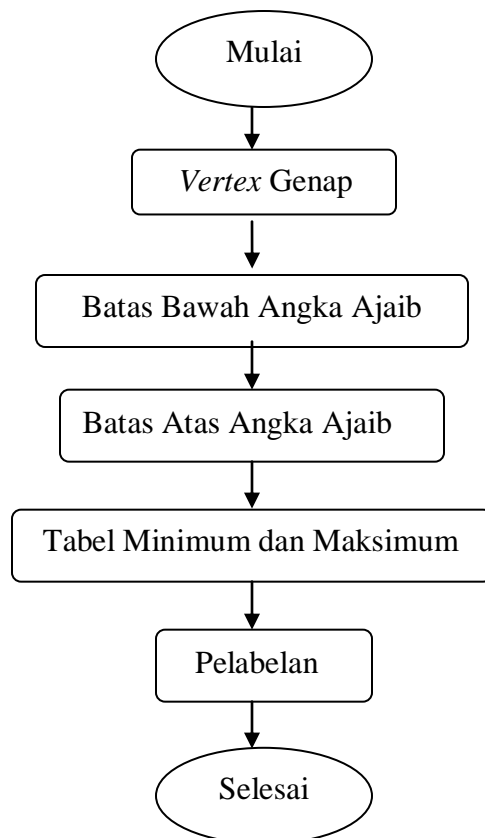 Mulai
Vertex Genap
Batas Bawah Angka Ajaib
Batas Atas Angka Ajaib
Tabel Minimum dan Maksimum
Pelabelan
Selesai